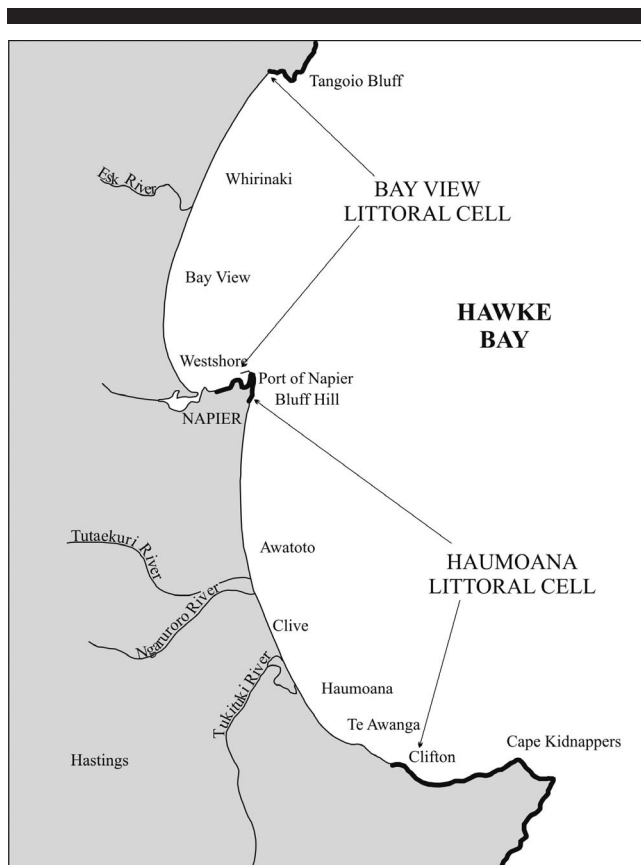 Tangoio Bluff
Esk River
Whirinaki
BAY VIEW
LITTORAL CELL
Bay View
HAWKE
BAY
Westshore
Port of Napier
Bluff Hill
NAPIER
Tutaekuri River
Awatoto
HAUMOANA
LITTORAL CELL
Ngaruroro River
Clive
Tukituki River
Haumoana
Te Awanga
Cape Kidnappers
Clifton
Hastings